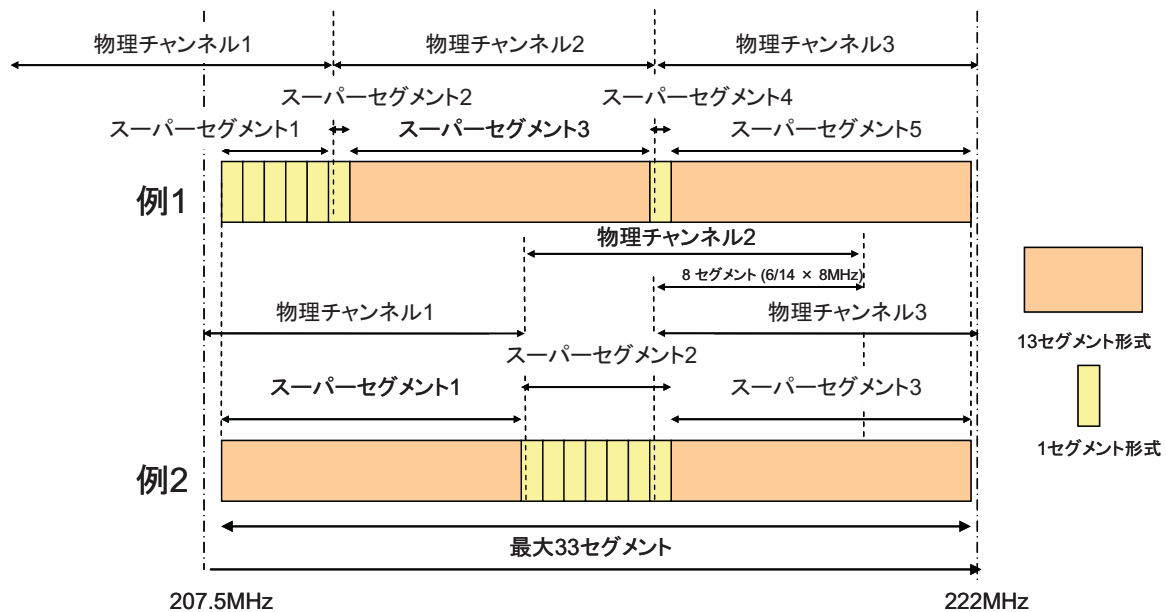 物理チャンネル1
物理チャンネル2
物理チャンネル3
スーパーセグメント2
スーパーセグメント4
スーパーセグメント1
スーパーセグメント3
スーパーセグメント5
例1
物理チャンネル2
8 セグメント (6/14 × 8MHz)
物理チャンネル1
物理チャンネル3
スーパーセグメント2
スーパーセグメント1
スーパーセグメント3
13セグメント形式
1セグメント形式
例2
最大33セグメント
207.5MHz
222MHz